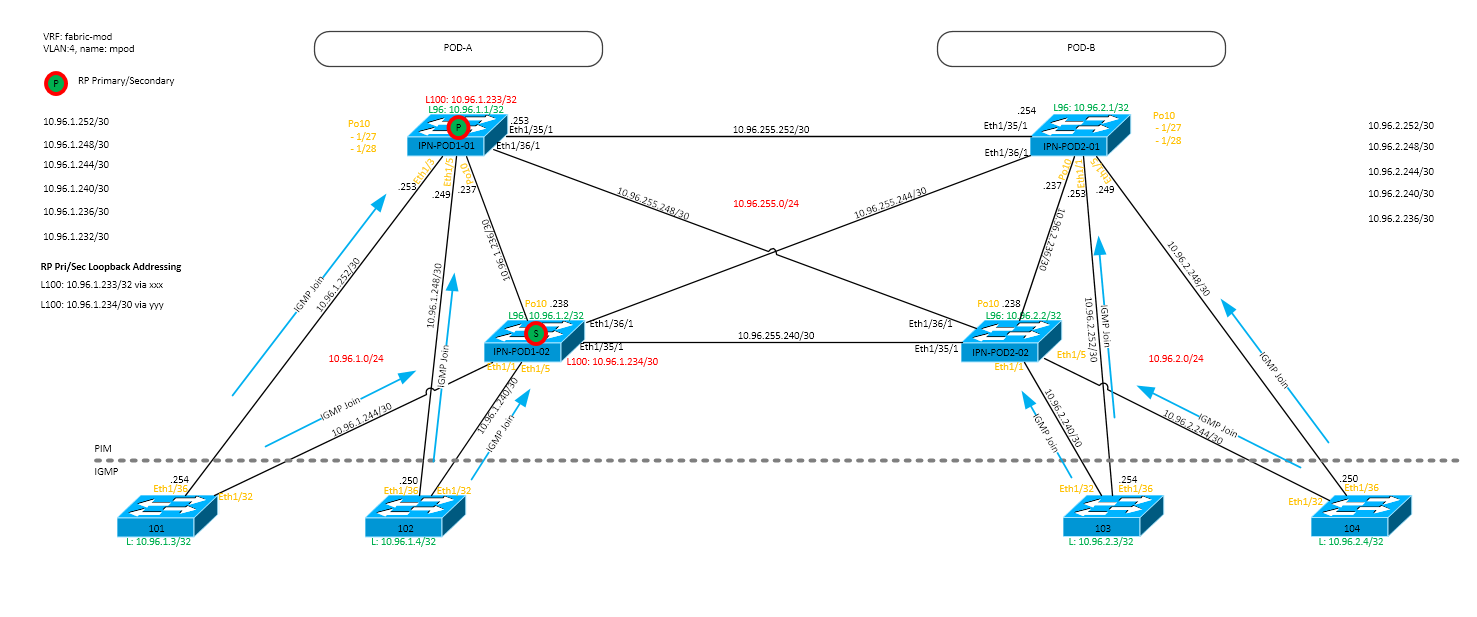 VRF: fabric-mod
VLAN:4, name: mpod
P
RP Primary/Secondary
10.96.1.252/30
10.96.1.248/30
10.96.1.244/30
10.96.1.240/30
10.96.1.236/30
10.96.1.232/30
RP Pri/Sec Loopback Addressing
L100: 10.96.1.233/32 via xxx
L100: 10.96.1.234/30 via yyy
POD-A
POD-B
L100: 10.96.1.233/32
L96: 10.96.1.1/32
P
IPN-POD1-01
Po10
- 1/27
- 1/28
.253
Eth1/35/1
Eth1/36/1
Eth1/3
Eth1/5
Po10
.253
.249
.237
10.96.255.252/30
10.96.255.248/30
10.96.255.0/24
10.96.255.244/30
10.96.255.240/30
.254
Eth1/35/1
Eth1/36/1
L96: 10.96.2.1/32
IPN-POD2-01
Po10
- 1/27
- 1/28
Po10
Eth1/3
Eth1/5
.237
.253
.249
10.96.2.252/30
10.96.2.248/30
10.96.2.244/30
10.96.2.240/30
10.96.2.236/30
IGMP Join
10.96.1.252/30
10.96.1.248/30
10.96.1.236/30
IGMP Join
Po10
.238
L96: 10.96.1.2/32
S
IPN-POD1-02
Eth1/36/1
Eth1/35/1
L100: 10.96.1.234/30
Eth1/1
Eth1/5
10.96.1.0/24
IGMP Join
10.96.1.244/30
10.96.1.240/30
IGMP Join
10.96.2.236/30
10.96.2.252/30
IGMP Join
10.96.2.248/30
IGMP Join
.238
L96: 10.96.2.2/32
IPN-POD2-02
Eth1/36/1
Eth1/35/1
Eth1/1
Eth1/5
10.96.2.0/24
10.96.2.240/30
IGMP Join
IGMP Join
10.96.2.244/30
PIM
IGMP
.254
Eth1/36
Eth1/32
101
L: 10.96.1.3/32
.250
Eth1/36
Eth1/32
102
L: 10.96.1.4/32
.254
Eth1/32
Eth1/36
103
L: 10.96.2.3/32
.250
Eth1/32
Eth1/36
104
L: 10.96.2.4/32